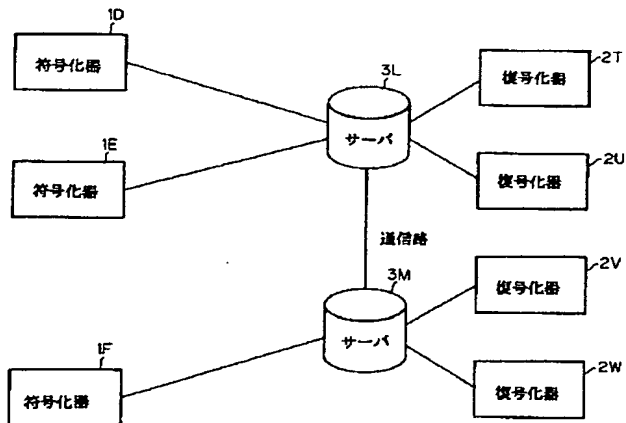 1D
符号化器
3L
サーバ
2T
復号化器
1E
符号化器
2U
復号化器
通信路
3M
サーバ
2V
復号化器
1F
符号化器
2W
復号化器